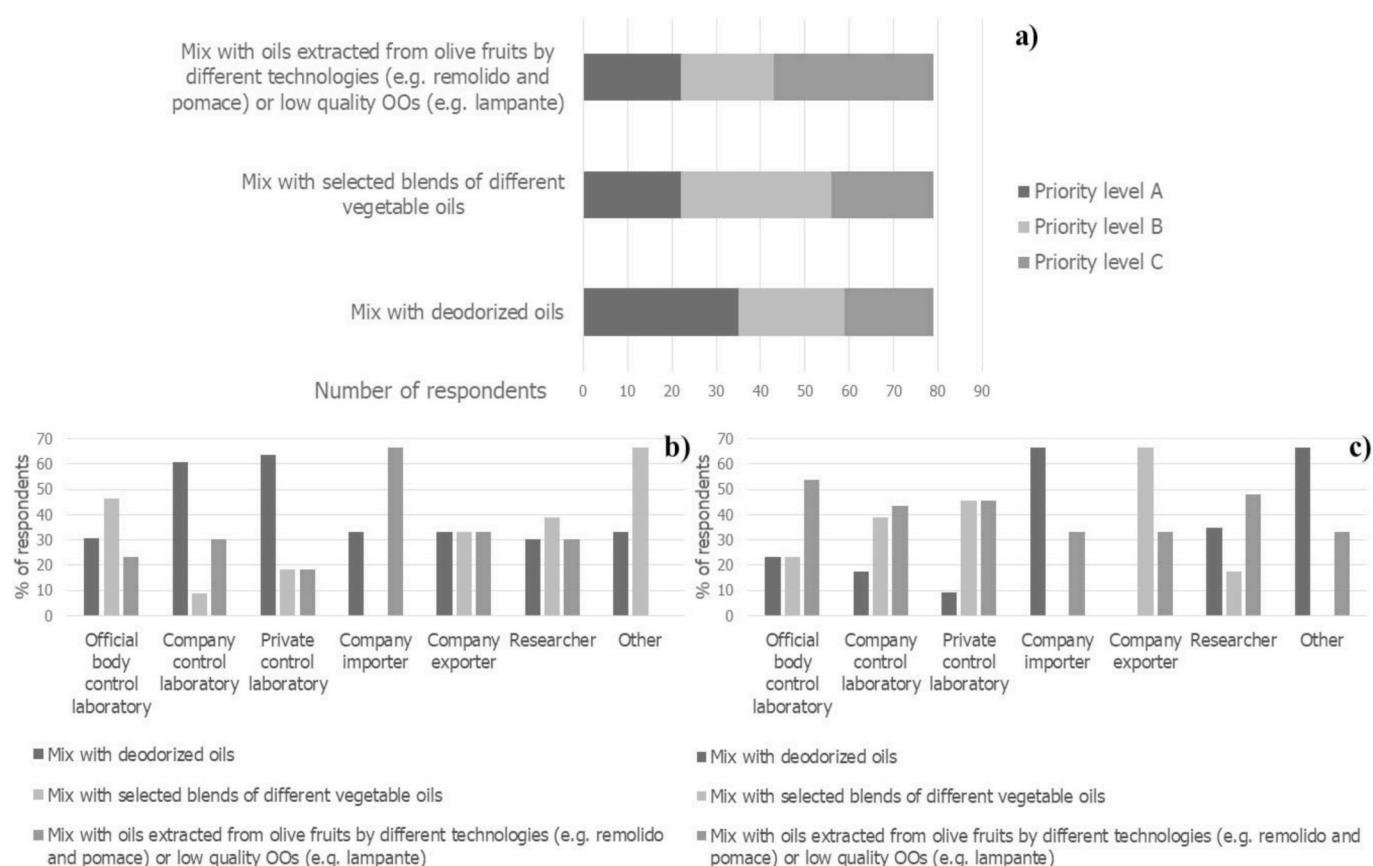 a)
Mix with oils extracted from olive fruits by
different technologies (e.g. remolido and
pomace) or low quality OOs (e.g. lampante)
Mix with selected blends of different
vegetable oils
Mix with deodorized oils
Priority level A
Priority level B
Priority level C
Number of respondents
0 10 20 30 40 50 60 70 80 90
b)
% of respondents
70
60
50
40
30
20
10
0
Official body control laboratory
Company control laboratory
Private control laboratory
Company importer
Company exporter
Researcher
Other
Mix with deodorized oils
Mix with selected blends of different vegetable oils
Mix with oils extracted from olive fruits by different technologies (e.g. remolido
and pomace) or low quality OOs (e.g. lampante)
c)
% of respondents
70
60
50
40
30
20
10
0
Official body control laboratory
Company control laboratory
Private control laboratory
Company importer
Company exporter
Researcher
Other
Mix with deodorized oils
Mix with selected blends of different vegetable oils
Mix with oils extracted from olive fruits by different technologies (e.g. remolido and
pomace) or low quality OOs (e.g. lampante)